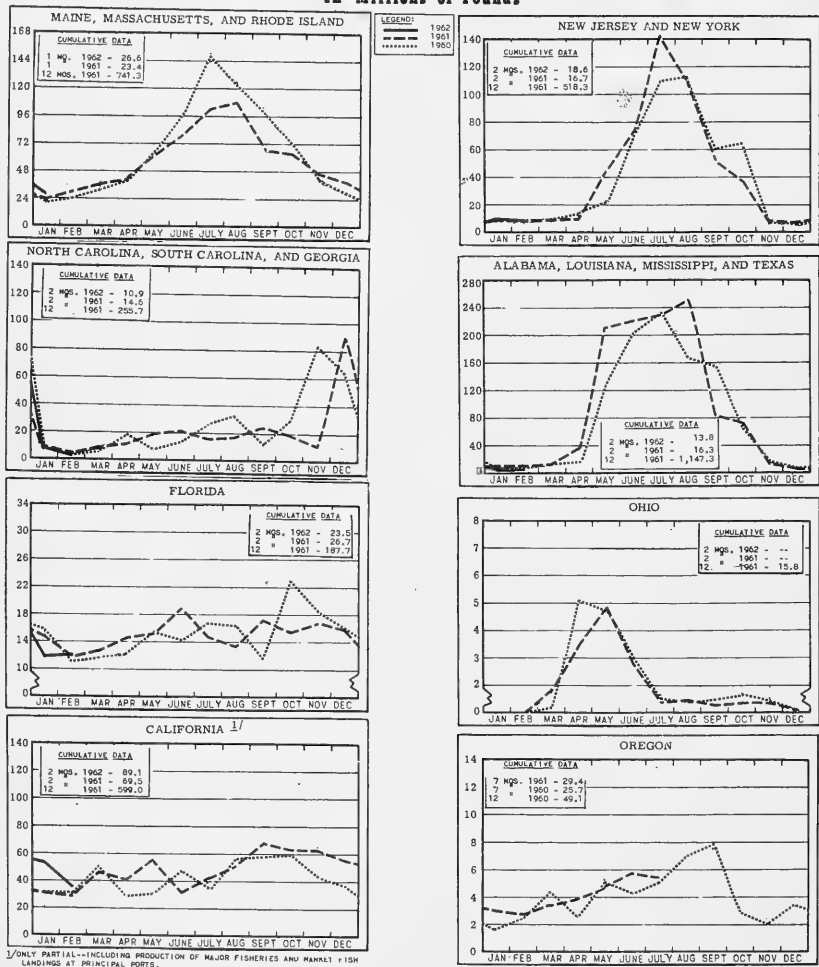 In Millions of Pounds
MAINE, MASSACHUSETTS, AND RHODE ISLAND
168
144
120
96
72
48
24
0
CUMULATIVE DATA
1 MO. 1962 - 26.6
1 " 1961 - 23.4
12 MOS. 1961 - 741.3
JAN FEB MAR APR MAY JUNE JULY AUG SEPT OCT NOV DEC
LEGEND:
1962
1961
1960
NEW JERSEY AND NEW YORK
140
120
100
80
60
40
20
0
CUMULATIVE DATA
2 MOS. 1962 - 18.6
2 " 1961 - 16.7
12 " 1961 - 518.3
JAN FEB MAR APR MAY JUNE JULY AUG SEPT OCT NOV DEC
NORTH CAROLINA, SOUTH CAROLINA, AND GEORGIA
140
120
100
80
60
40
20
0
CUMULATIVE DATA
2 MOS. 1962 - 10.9
2 " 1961 - 14.6
12 " 1961 - 255.7
JAN FEB MAR APR MAY JUNE JULY AUG SEPT OCT NOV DEC
ALABAMA, LOUISIANA, MISSISSIPPI, AND TEXAS
280
240
200
160
120
80
40
0
CUMULATIVE DATA
2 MOS. 1962 - 13.8
2 " 1961 - 16.3
12 " 1961 - 1,147.3
JAN FEB MAR APR MAY JUNE JULY AUG SEPT OCT NOV DEC
FLORIDA
34
30
26
22
18
14
10
0
CUMULATIVE DATA
2 MOS. 1962 - 23.5
2 " 1961 - 26.7
12 " 1961 - 187.7
JAN FEB MAR APR MAY JUNE JULY AUG SEPT OCT NOV DEC
OHIO
8
7
6
5
4
3
2
1
0
CUMULATIVE DATA
2 MOS. 1962 - --
2 " 1961 - --
12. " 1961 - 15.8
JAN FEB MAR APR MAY JUNE JULY AUG SEPT OCT NOV DEC
CALIFORNIA 1/
140
120
100
80
60
40
20
0
CUMULATIVE DATA
2 MOS. 1962 - 89.1
2 " 1961 - 69.5
12 " 1961 - 599.0
JAN FEB MAR APR MAY JUNE JULY AUG SEPT OCT NOV DEC
OREGON
14
12
10
8
6
4
2
0
CUMULATIVE DATA
7 MOS. 1961 - 29.4
7 " 1960 - 25.7
12 " 1960 - 49.1
JAN FEB MAR APR MAY JUNE JULY AUG SEPT OCT NOV DEC
1/ONLY PARTIAL--INCLUDING PRODUCTION OF MAJOR FISHERIES AND MARKET FISH
LANDINGS AT PRINCIPAL PORTS.